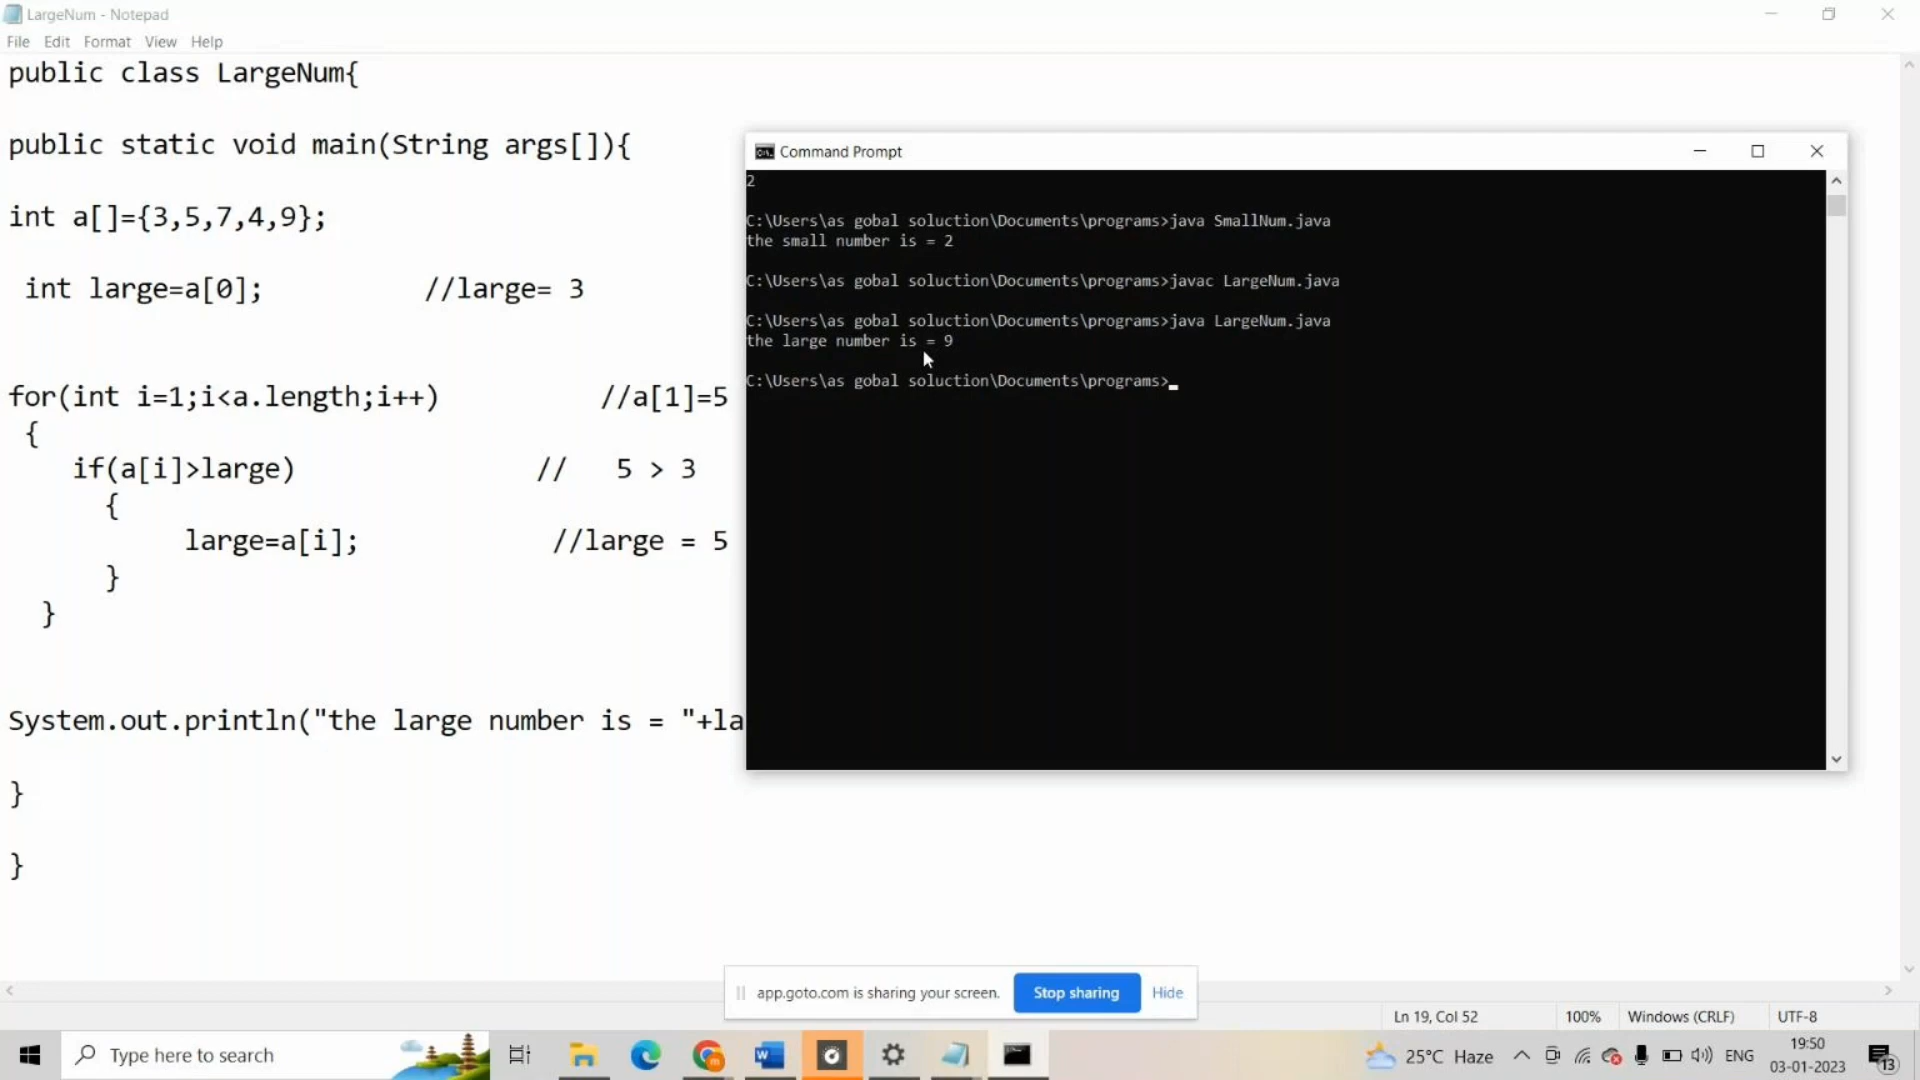 LargeNum - Notepad
File Edit Format View Help
public class LargeNum{
public static void main(String args[]){
int a[]={3,5,7,4,9};
int large=a[0]; //large= 3
for(int i=1;i<a.length;i++) //a[1]=5
{
if(a[i]>large) // 5 > 3
{
large=a[i]; //large = 5
}
}
System.out.println("the large number is = "+la
}
}
Command Prompt
2
C:\Users\as gobal soluction\Documents\programs>java SmallNum.java
the small number is = 2
C:\Users\as gobal soluction\Documents\programs>javac LargeNum.java
C:\Users\as gobal soluction\Documents\programs>java LargeNum.java
the large number is = 9
C:\Users\as gobal soluction\Documents\programs>
app.goto.com is sharing your screen. Stop sharing Hide
Ln 19, Col 52 100% Windows (CRLF) UTF-8
Type here to search
25°C Haze ENG
19:50
03-01-2023
13